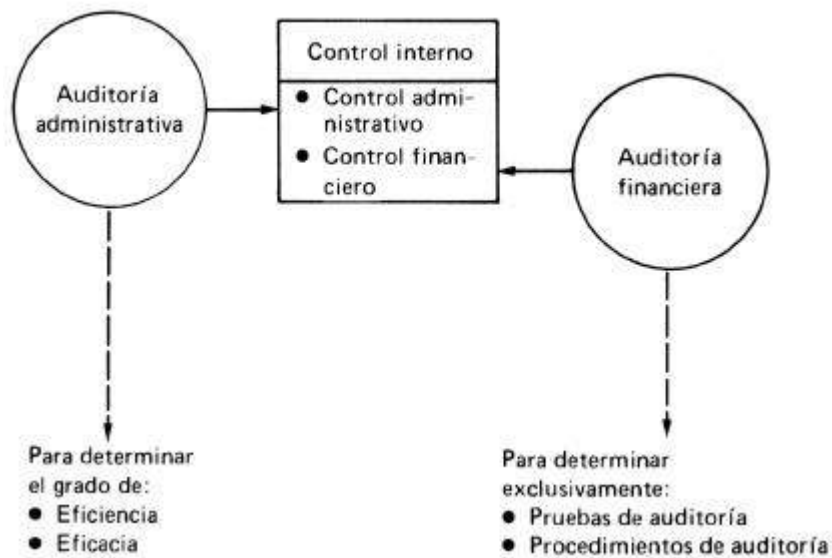 Auditoría
administrativa
Control interno
● Control admi-
nistrativo
● Control finan-
ciero
Auditoría
financiera
Para determinar
el grado de:
● Eficiencia
● Eficacia
Para determinar
exclusivamente:
● Pruebas de auditoría
● Procedimientos de auditoría